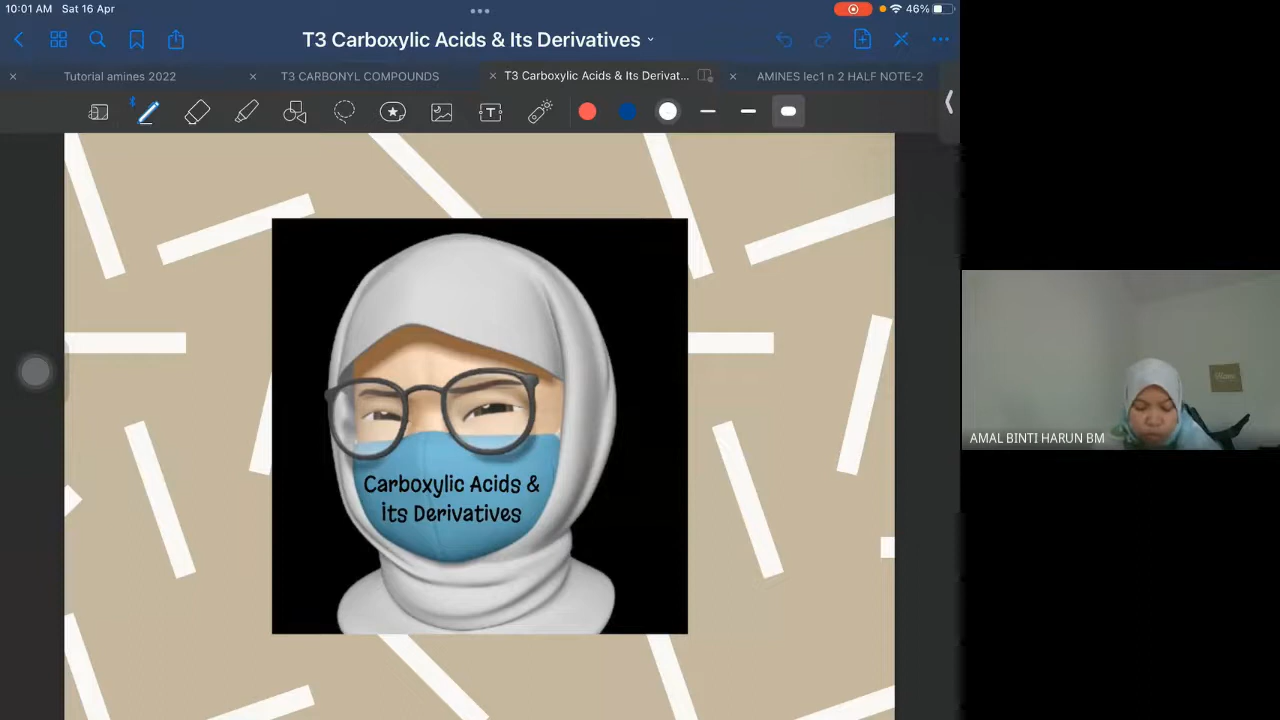 10:01 AM Sat 16 Apr
46%
T3 Carboxylic Acids & Its Derivatives
Tutorial amines 2022
T3 CARBONYL COMPOUNDS
T3 Carboxylic Acids & Its Derivat...
AMINES lec1 n 2 HALF NOTE-2
Carboxylic Acids &
its Derivatives
AMAL BINTI HARUN BM